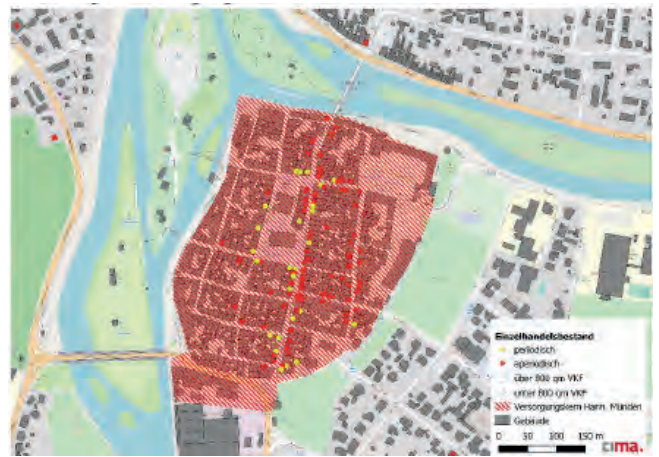 Einzelhandelsbestand
periodisch
aperiodisch
über 800 qm VKF
unter 800 qm VKF
Versorgungskern Hann. Münden
Gebäude
0 50 100 150 m
cima.